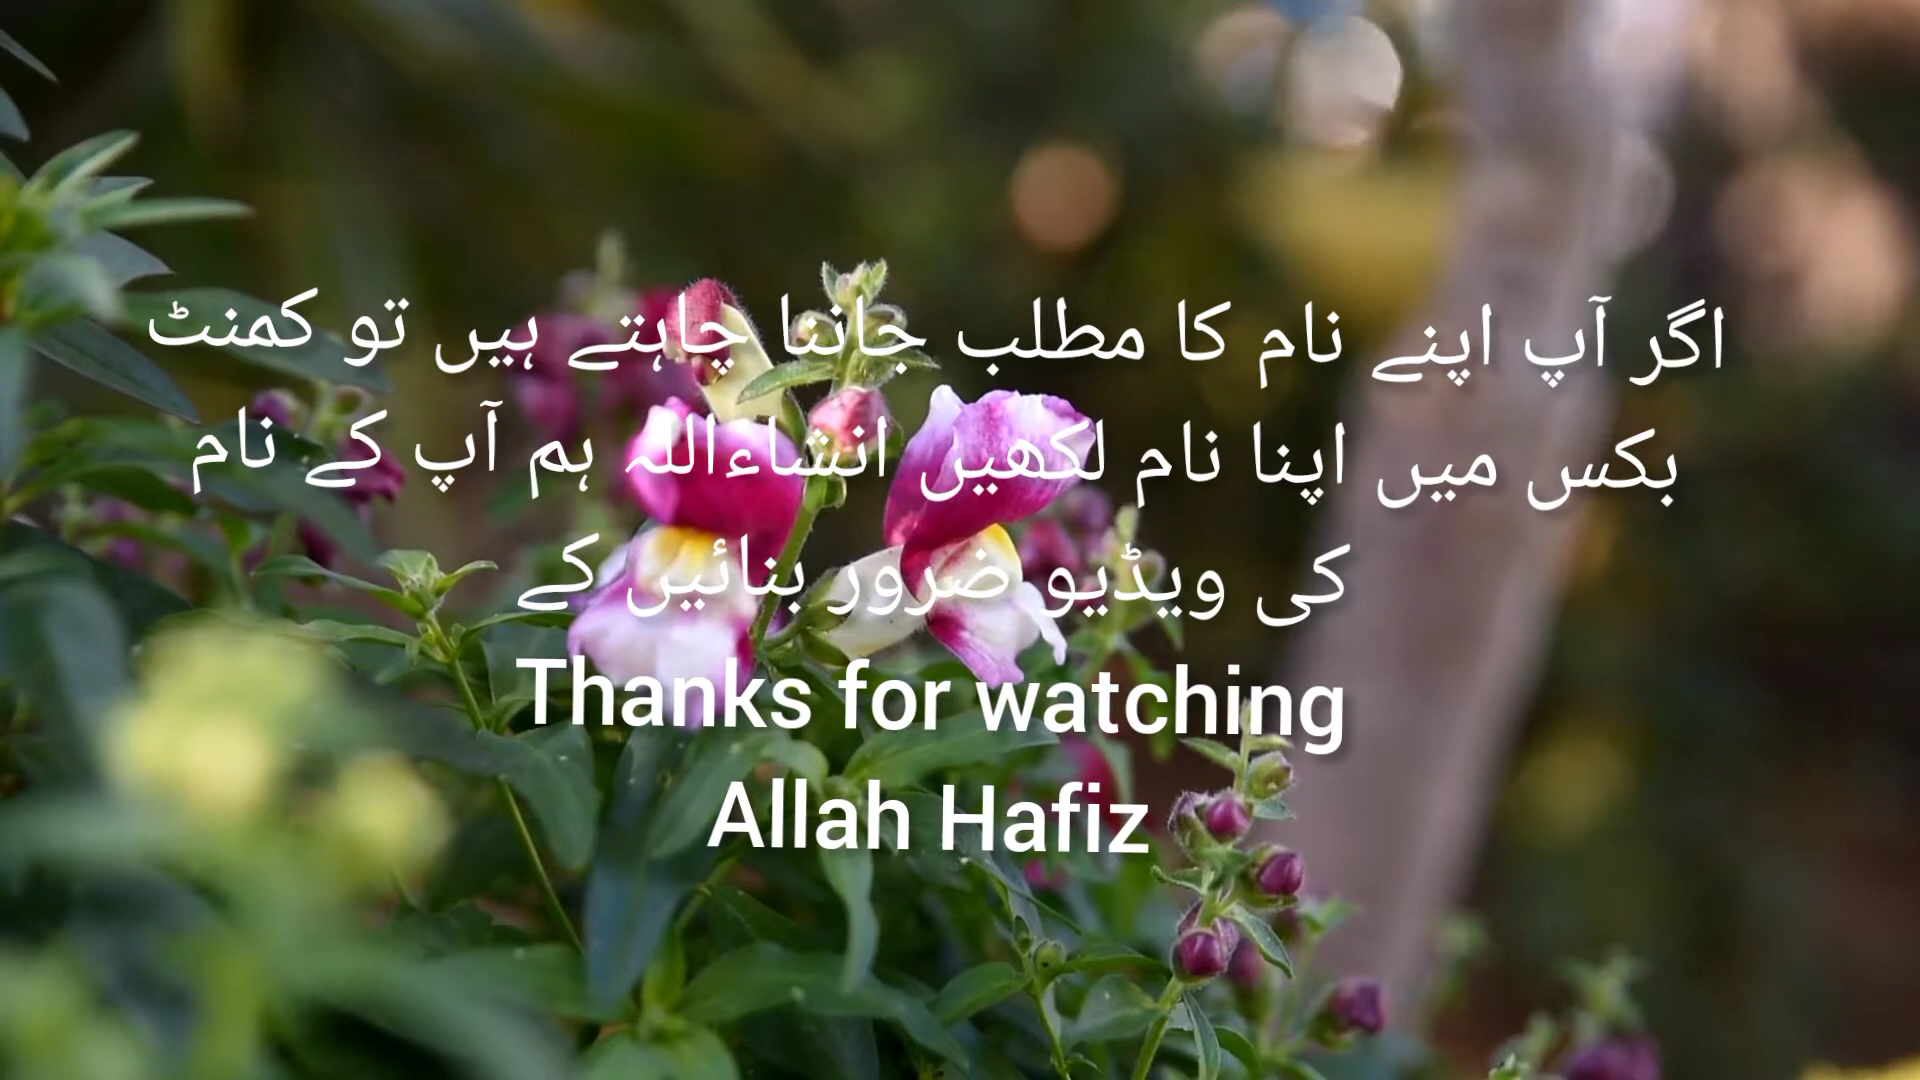 اگر آپ اپنے نام کا مطلب جاننا چاہتے ہیں تو کمنٹ
بکس میں اپنا نام لکھیں انشاءاللہ ہم آپ کے نام
کی ویڈیو ضرور بنائیں کے
Thanks for watching
Allah Hafiz